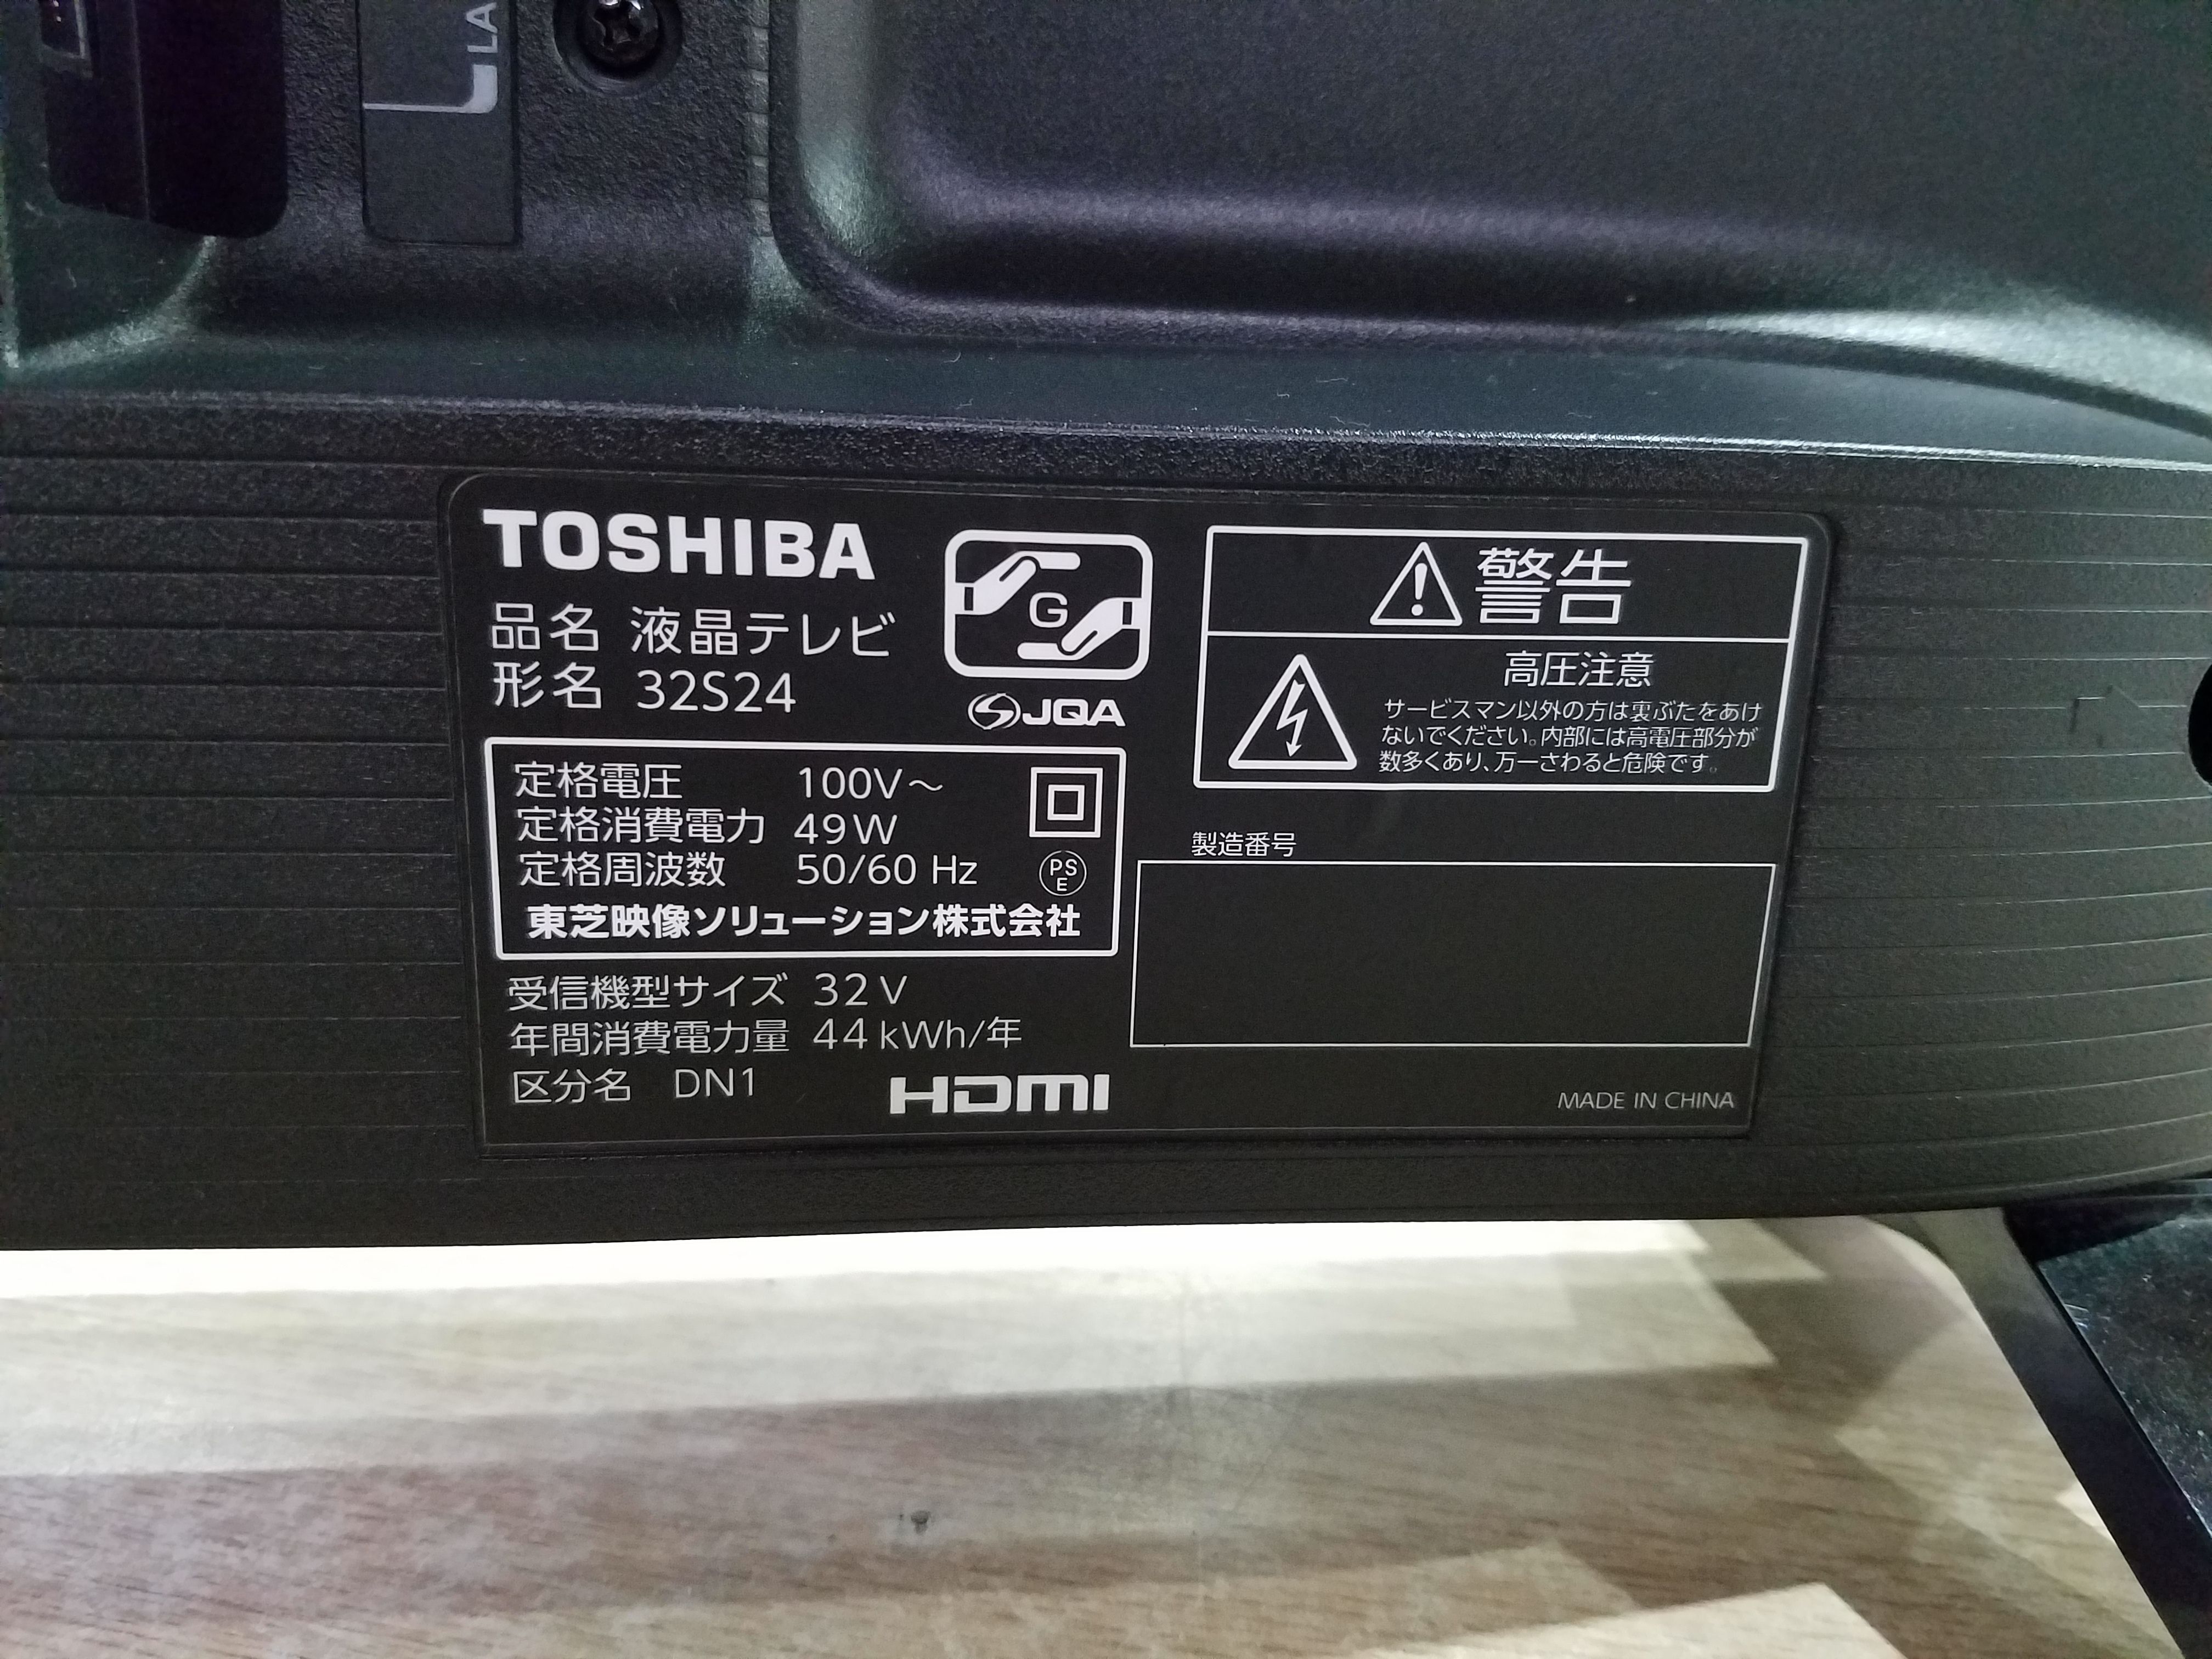 LA
TOSHIBA
品名 液晶テレビ
形名 32S24
G
JQA
定格電圧 100V～
定格消費電力 49W
定格周波数 50/60 Hz
PS
E
東芝映像ソリューション株式会社
受信機型サイズ 32V
年間消費電力量 44kWh/年
区分名 DN1
HDMI
警告
高圧注意
サービスマン以外の方は裏ぶたをあけ
ないでください。内部には高電圧部分が
数多くあり、万一さわると危険です。
製造番号
MADE IN CHINA